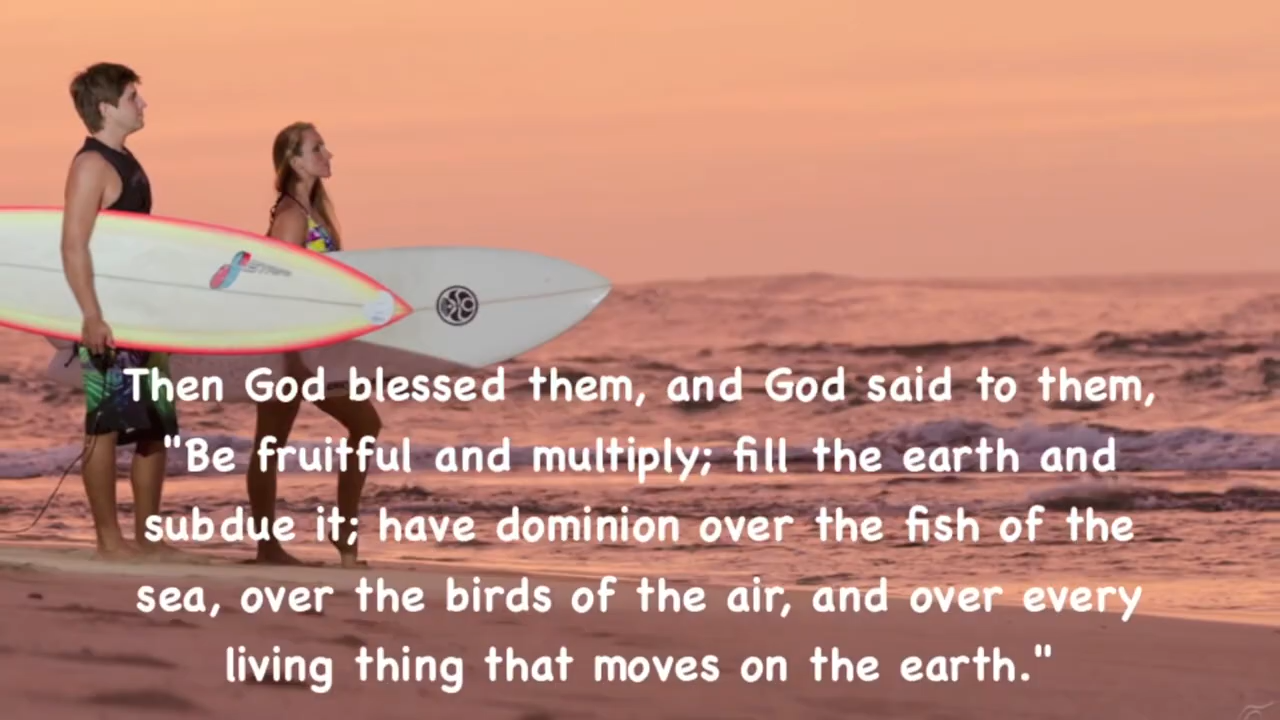 Then God blessed them, and God said to them,
"Be fruitful and multiply; fill the earth and
subdue it; have dominion over the fish of the
sea, over the birds of the air, and over every
living thing that moves on the earth."